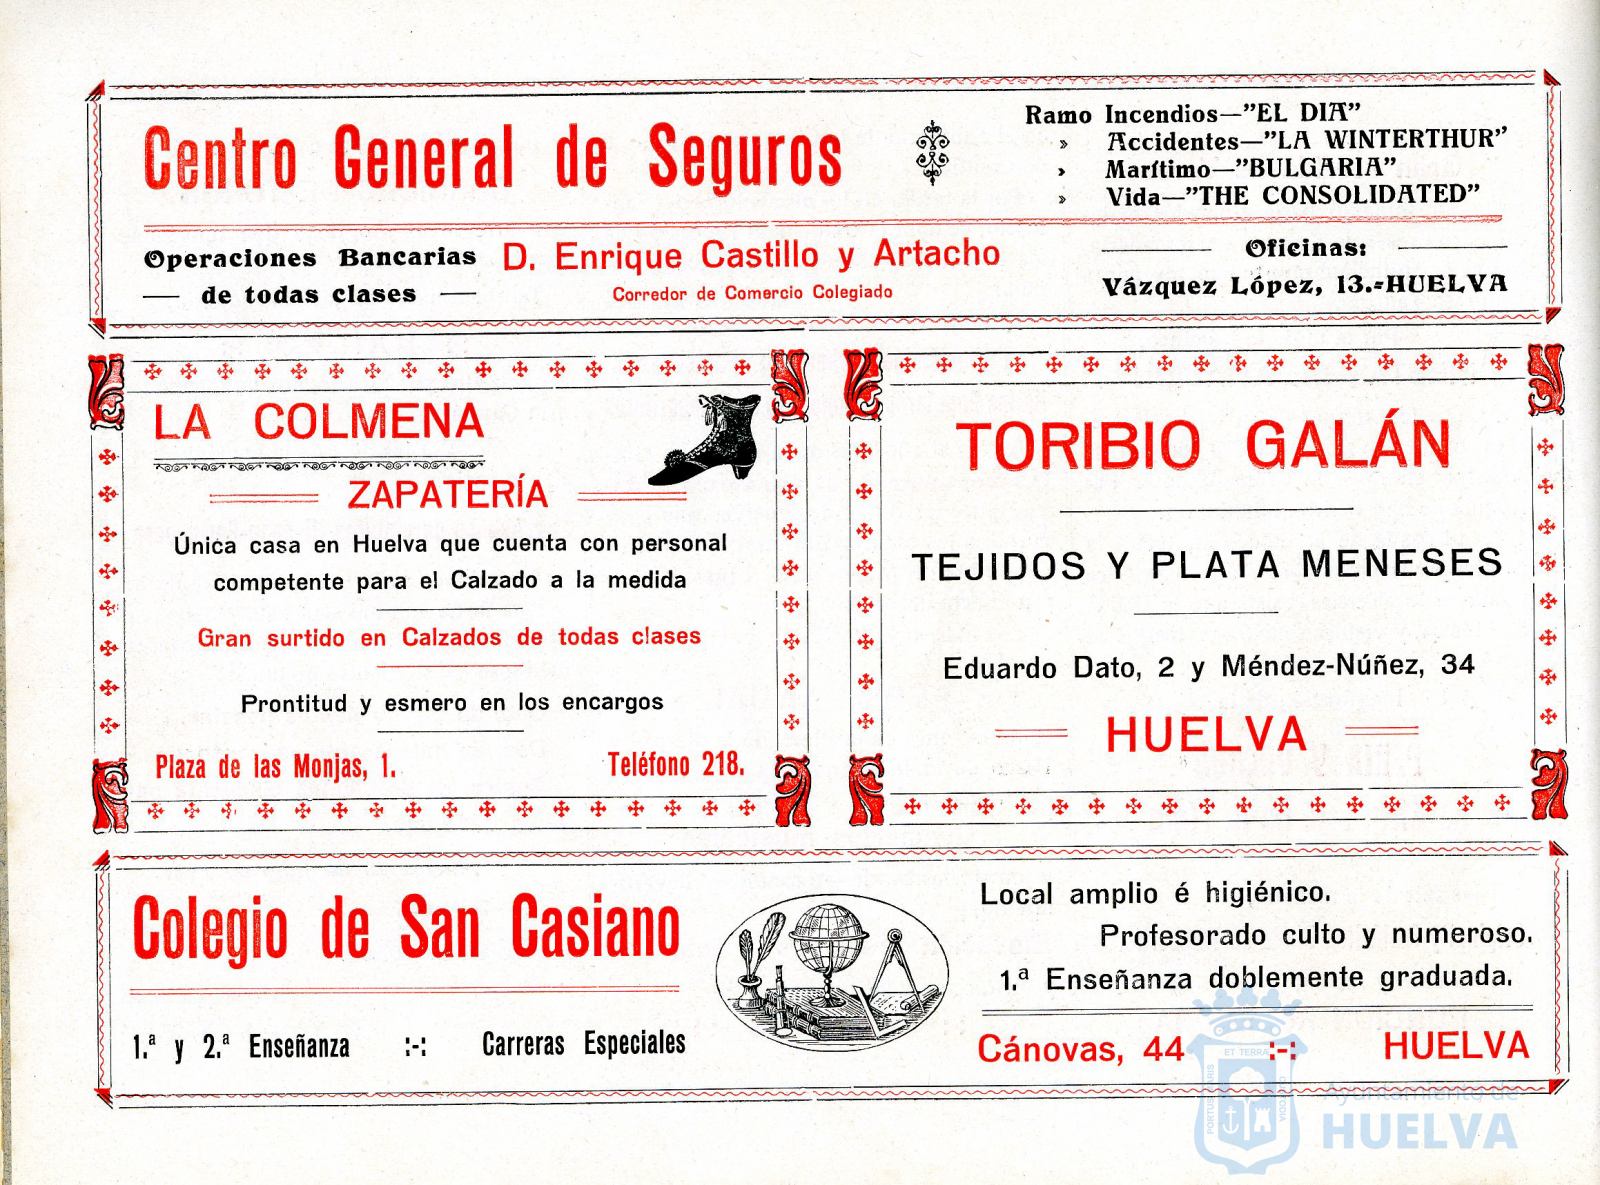 Centro General de Seguros
Ramo Incendios—"EL DIA"
» Accidentes—"LA WINTERTHUR"
› Marítimo—"BULGARIA"
» Vida—"THE CONSOLIDATED"
Operaciones Bancarias
de todas clases
D. Enrique Castillo y Artacho
Corredor de Comercio Colegiado
Oficinas:
Vázquez López, 13.-HUELVA
LA COLMENA
ZAPATERÍA
Única casa en Huelva que cuenta con personal
competente para el Calzado a la medida
Gran surtido en Calzados de todas clases
Prontitud y esmero en los encargos
Plaza de las Monjas, 1. Teléfono 218.
TORIBIO GALÁN
TEJIDOS Y PLATA MENESES
Eduardo Dato, 2 y Méndez-Núñez, 34
HUELVA
Colegio de San Casiano
1.ª y 2.ª Enseñanza :-: Carreras Especiales
Local amplio é higiénico.
Profesorado culto y numeroso.
1.ª Enseñanza doblemente graduada.
Cánovas, 44 :-: HUELVA
PORTUS MARIS
ET TERRA
CUSTODIA
Ayuntamiento de
HUELVA